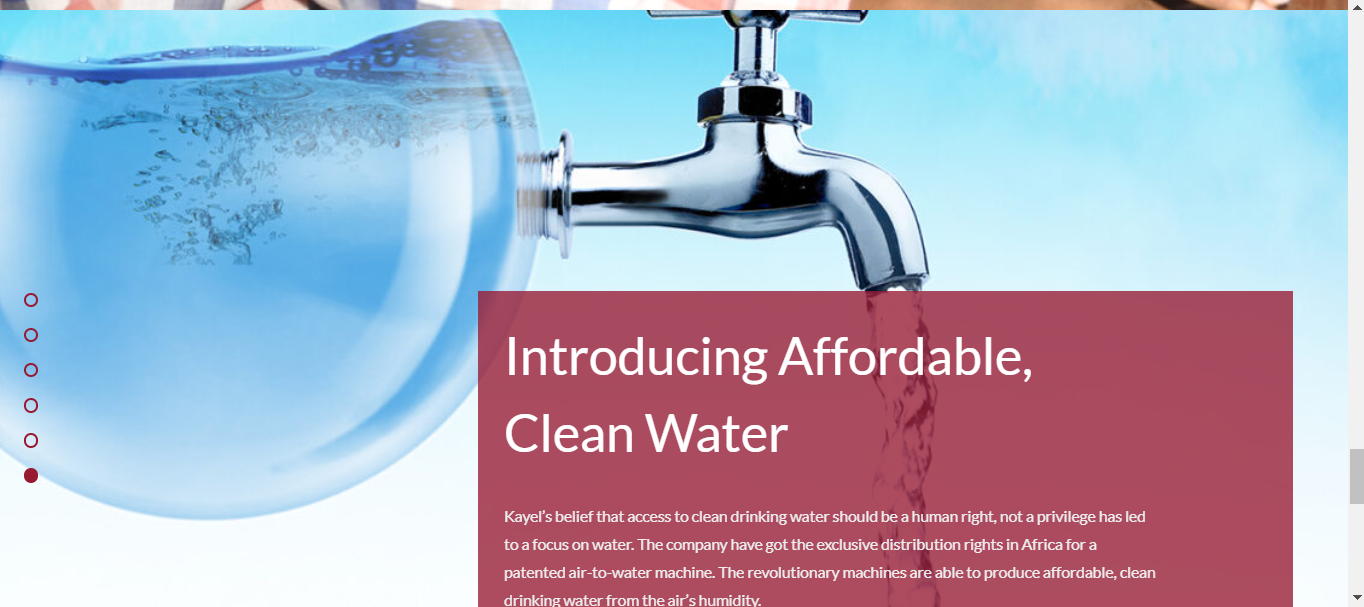 Introducing Affordable,
Clean Water
Kayel’s belief that access to clean drinking water should be a human right, not a privilege has led
to a focus on water. The company have got the exclusive distribution rights in Africa for a
patented air-to-water machine. The revolutionary machines are able to produce affordable, clean
drinking water from the air’s humidity.